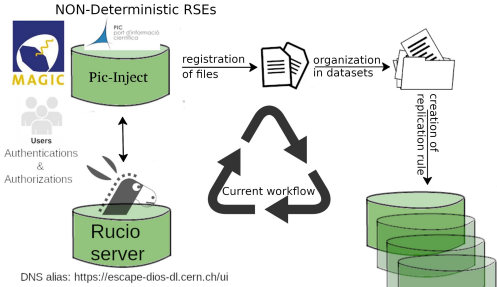 NON-Deterministic RSEs
PIC
port d'informació
científica
MAGIC
Pic-Inject
registration
of files
organization
in datasets
creation of
replication rule
Users
Authentications
&
Authorizations
Current workflow
Rucio
server
DNS alias: https://escape-dios-dl.cern.ch/ui